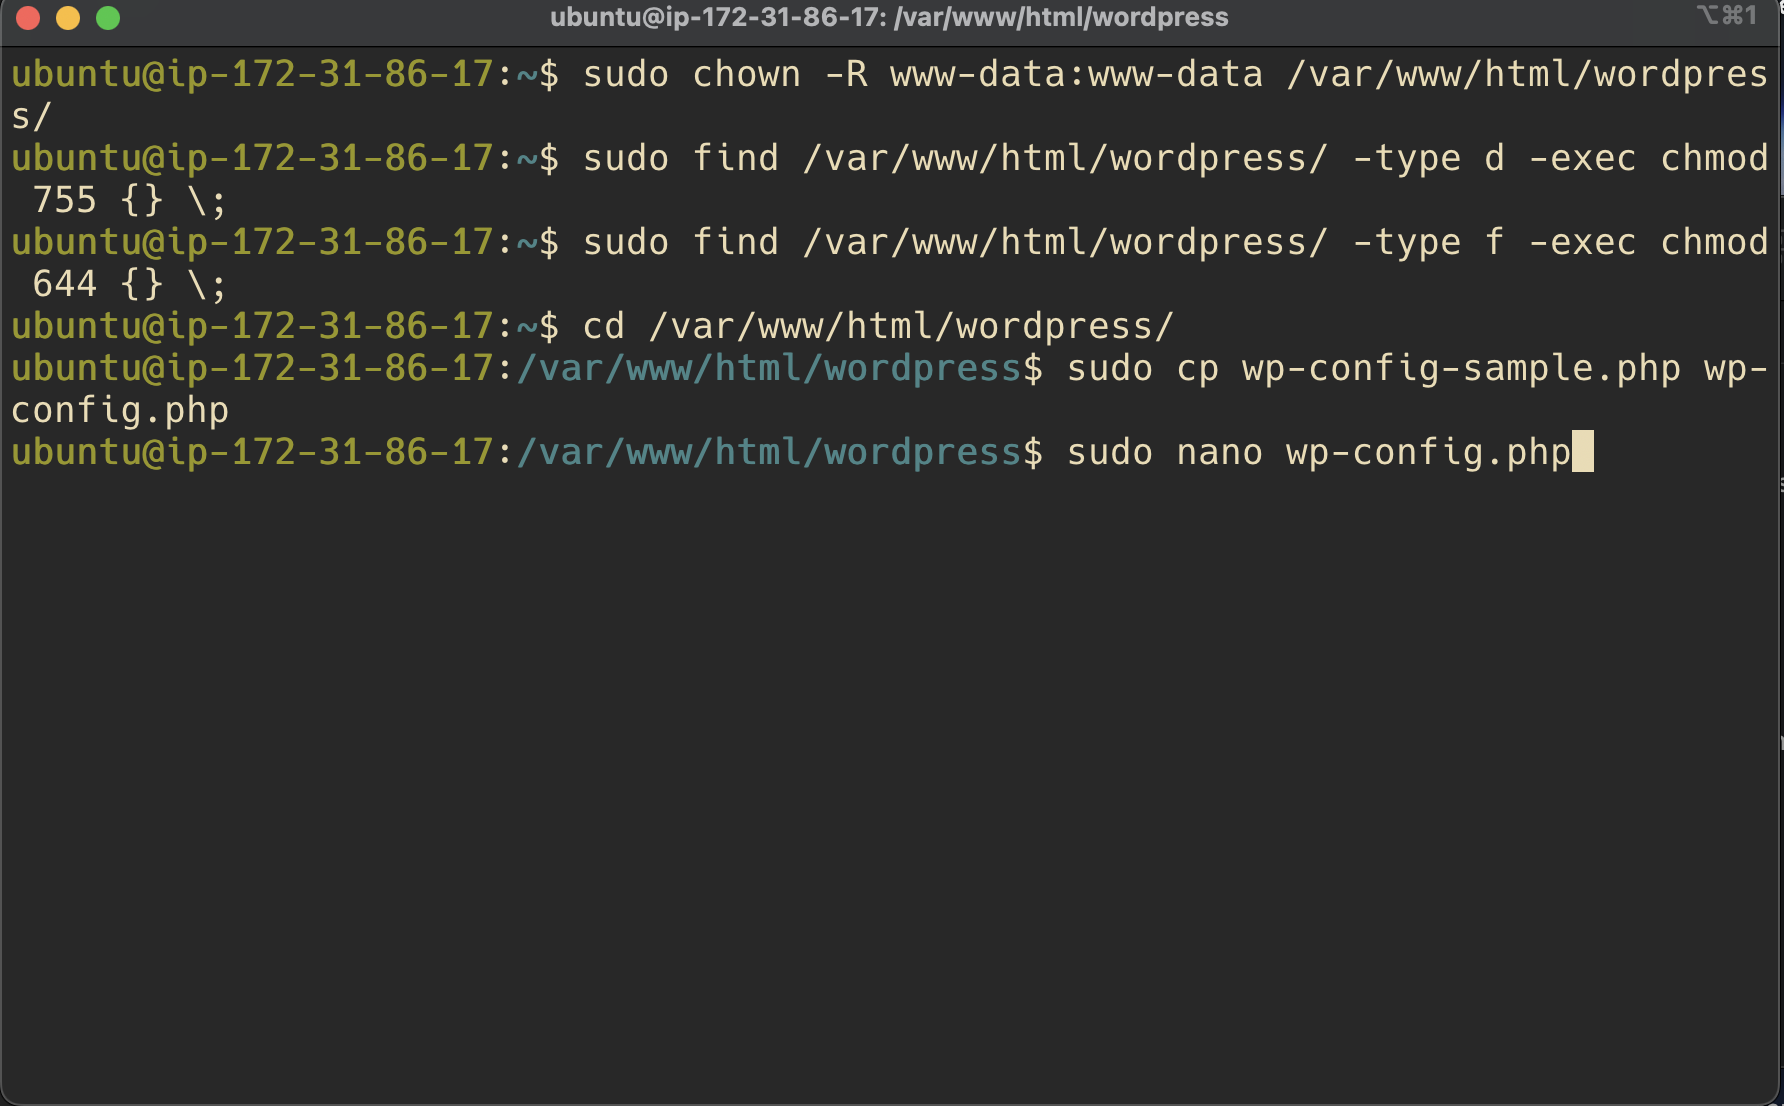 ubuntu@ip-172-31-86-17: /var/www/html/wordpress
⌥⌘1
ubuntu@ip-172-31-86-17:~$ sudo chown -R www-data:www-data /var/www/html/wordpres
s/
ubuntu@ip-172-31-86-17:~$ sudo find /var/www/html/wordpress/ -type d -exec chmod
 755 {} \;
ubuntu@ip-172-31-86-17:~$ sudo find /var/www/html/wordpress/ -type f -exec chmod
 644 {} \;
ubuntu@ip-172-31-86-17:~$ cd /var/www/html/wordpress/
ubuntu@ip-172-31-86-17:/var/www/html/wordpress$ sudo cp wp-config-sample.php wp-
config.php
ubuntu@ip-172-31-86-17:/var/www/html/wordpress$ sudo nano wp-config.php